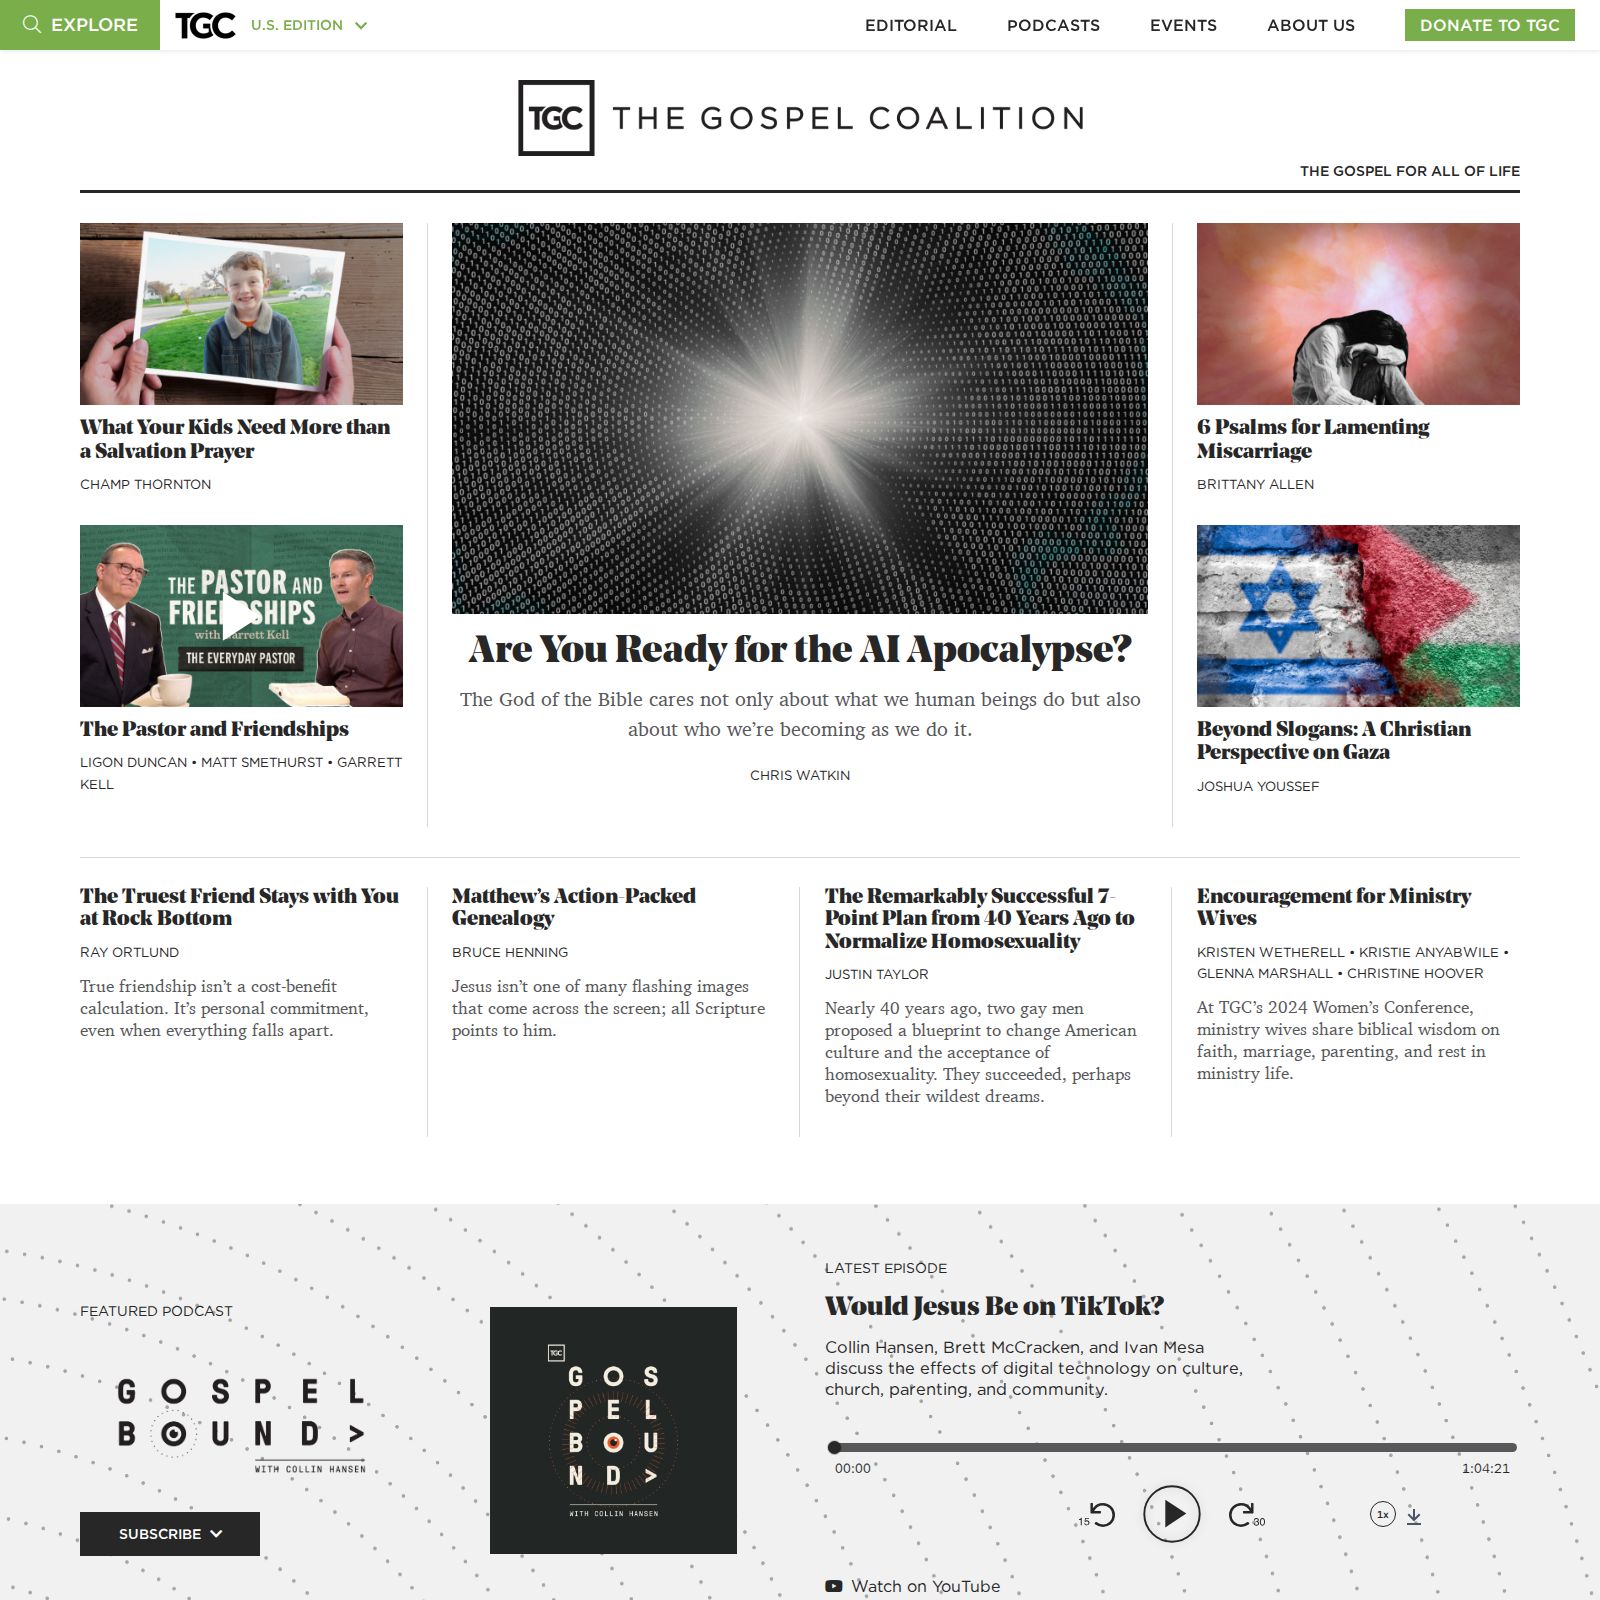 EXPLORE
TGC
U.S. EDITION
EDITORIAL
PODCASTS
EVENTS
ABOUT US
DONATE TO TGC
TGC THE GOSPEL COALITION
THE GOSPEL FOR ALL OF LIFE
What Your Kids Need More than
a Salvation Prayer
CHAMP THORNTON
THE PASTOR AND
with Garrett Kell
THE EVERYDAY PASTOR
The Pastor and Friendships
LIGON DUNCAN • MATT SMETHURST • GARRETT
KELL
Are You Ready for the AI Apocalypse?
The God of the Bible cares not only about what we human beings do but also
about who we’re becoming as we do it.
CHRIS WATKIN
6 Psalms for Lamenting
Miscarriage
BRITTANY ALLEN
Beyond Slogans: A Christian
Perspective on Gaza
JOSHUA YOUSSEF
The Truest Friend Stays with You
at Rock Bottom
RAY ORTLUND
True friendship isn’t a cost-benefit
calculation. It’s personal commitment,
even when everything falls apart.
Matthew’s Action-Packed
Genealogy
BRUCE HENNING
Jesus isn’t one of many flashing images
that come across the screen; all Scripture
points to him.
The Remarkably Successful 7-
Point Plan from 40 Years Ago to
Normalize Homosexuality
JUSTIN TAYLOR
Nearly 40 years ago, two gay men
proposed a blueprint to change American
culture and the acceptance of
homosexuality. They succeeded, perhaps
beyond their wildest dreams.
Encouragement for Ministry
Wives
KRISTEN WETHERELL • KRISTIE ANYABWILE •
GLENNA MARSHALL • CHRISTINE HOOVER
At TGC’s 2024 Women’s Conference,
ministry wives share biblical wisdom on
faith, marriage, parenting, and rest in
ministry life.
FEATURED PODCAST
GOSPEL
BOUND>
WITH COLLIN HANSEN
SUBSCRIBE
TGC
GOS
PEL
BOU
ND>
WITH COLLIN HANSEN
LATEST EPISODE
Would Jesus Be on TikTok?
Collin Hansen, Brett McCracken, and Ivan Mesa
discuss the effects of digital technology on culture,
church, parenting, and community.
00:00
1:04:21
15
30
1x
Watch on YouTube